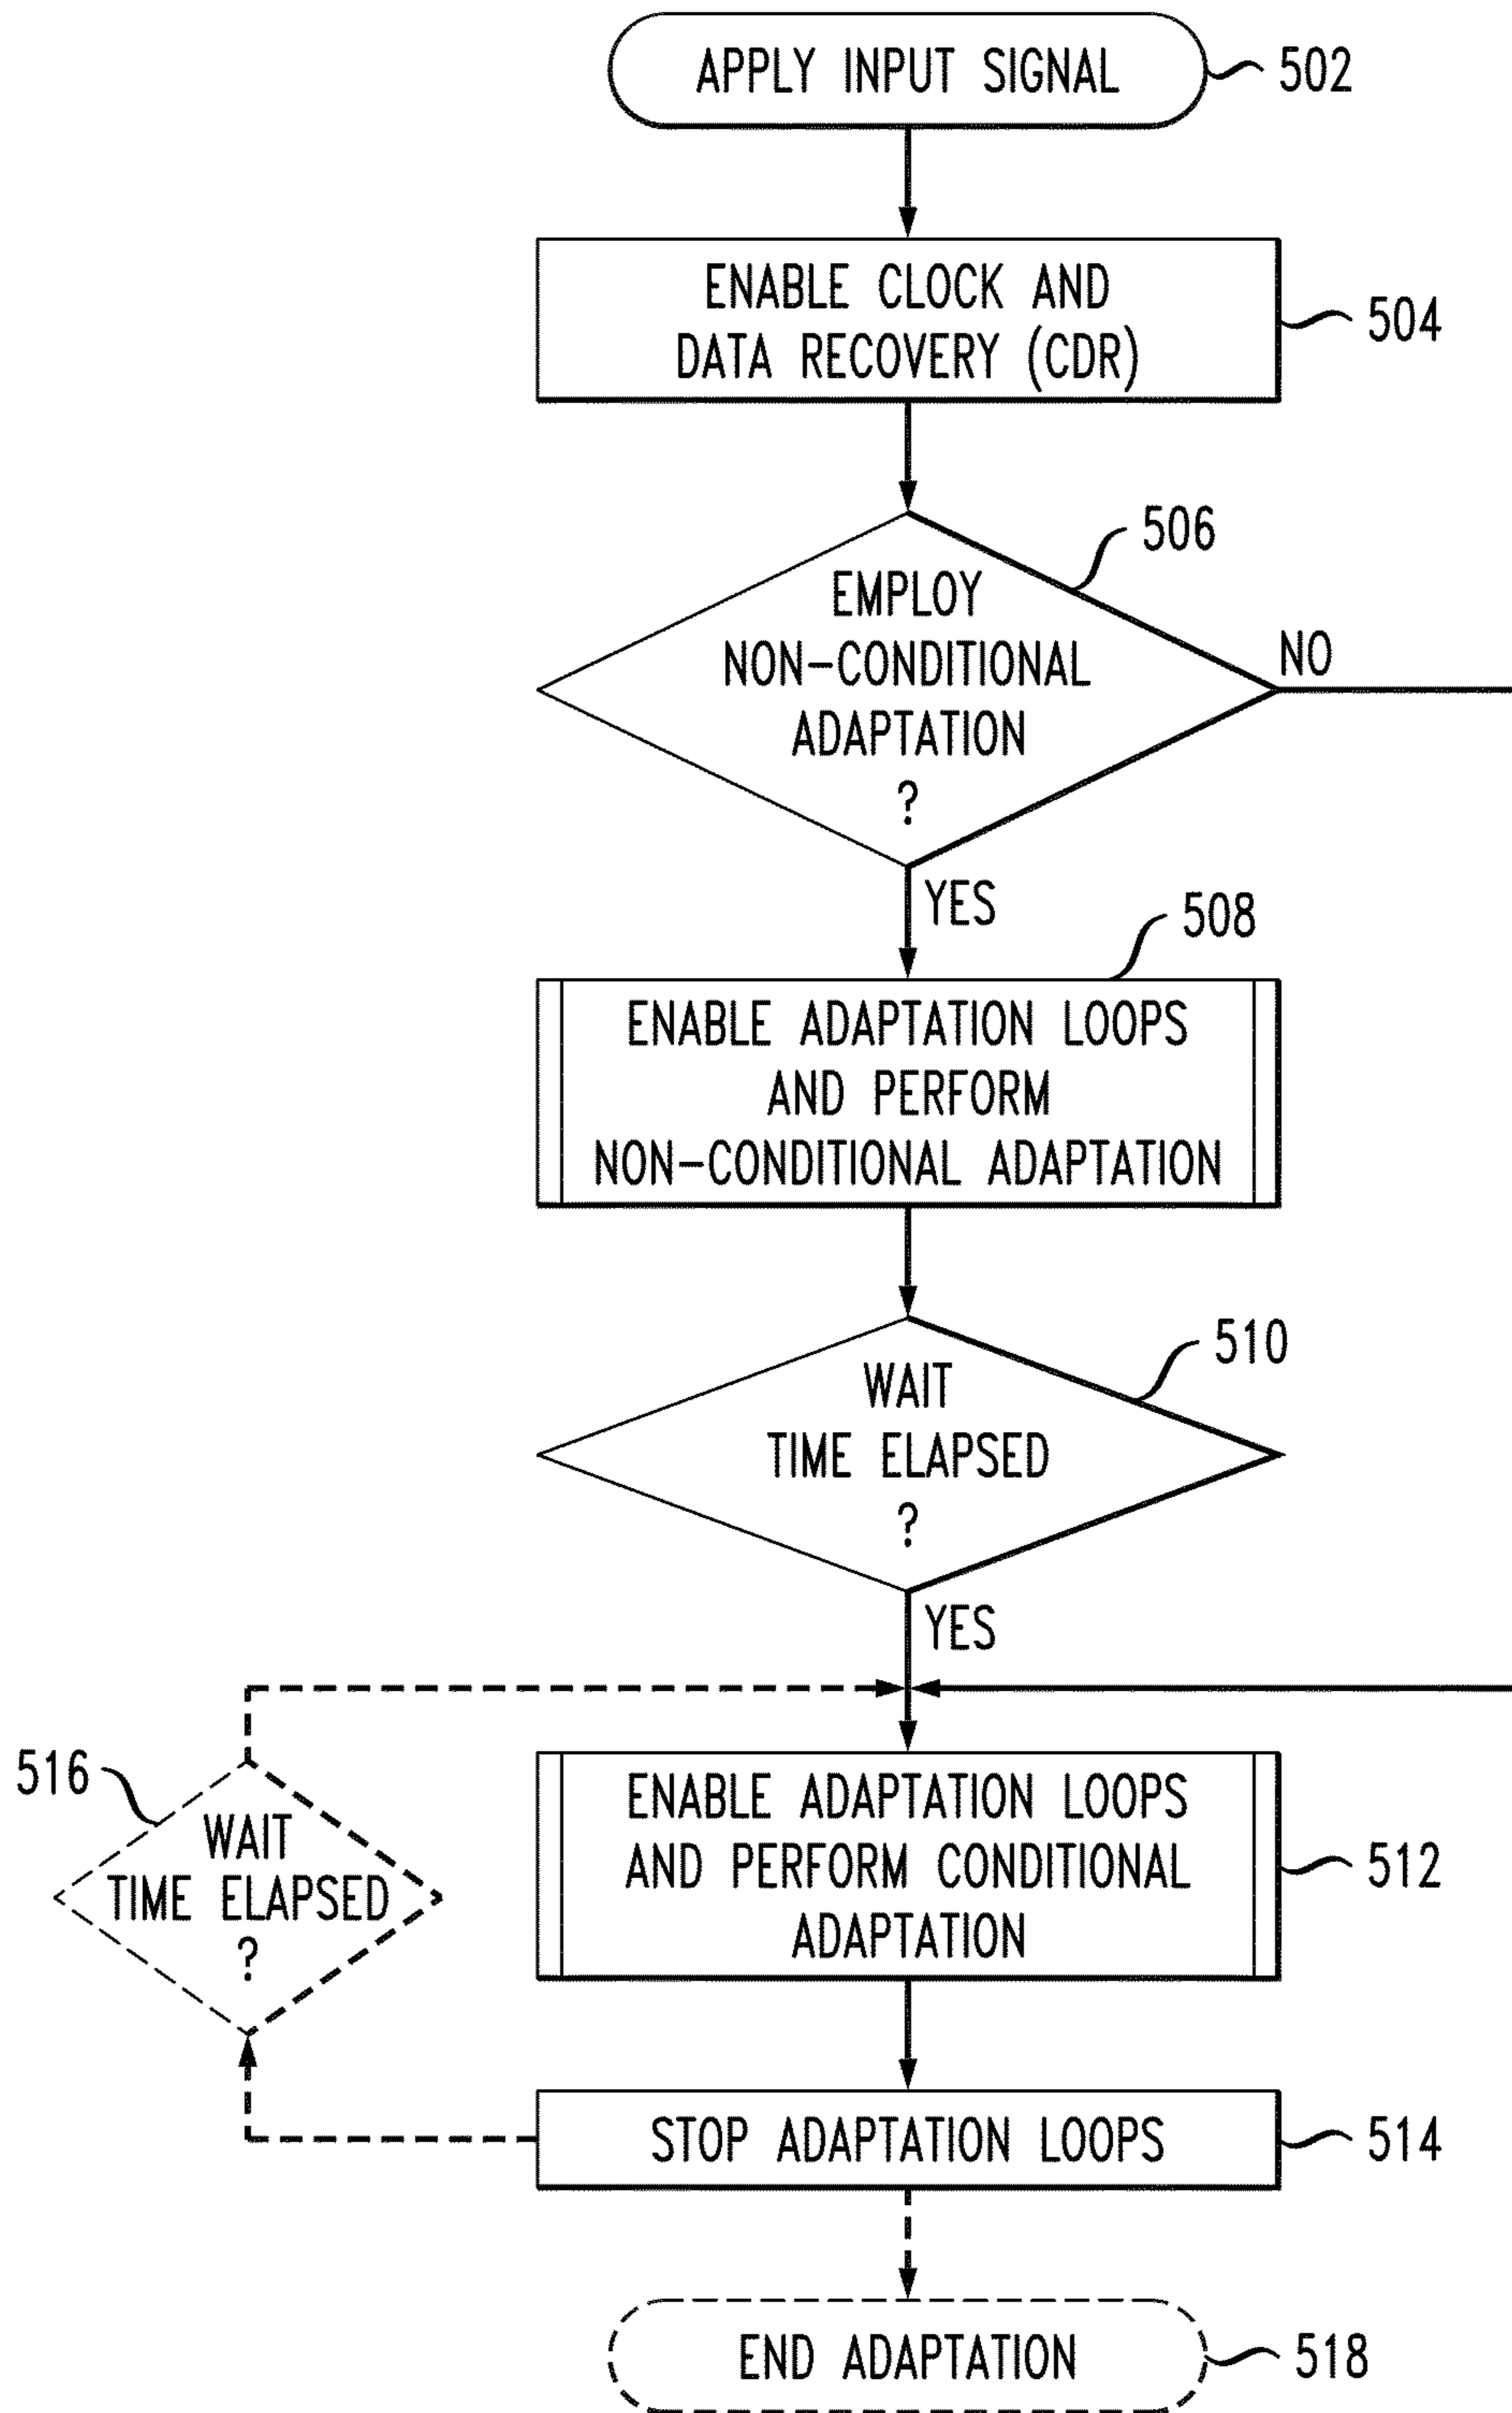 APPLY INPUT SIGNAL
502
ENABLE CLOCK AND
DATA RECOVERY (CDR)
504
506
EMPLOY
NON-CONDITIONAL
ADAPTATION
?
NO
YES
508
ENABLE ADAPTATION LOOPS
AND PERFORM
NON-CONDITIONAL ADAPTATION
510
WAIT
TIME ELAPSED
?
YES
516
WAIT
TIME ELAPSED
?
ENABLE ADAPTATION LOOPS
AND PERFORM CONDITIONAL
ADAPTATION
512
STOP ADAPTATION LOOPS
514
END ADAPTATION
518